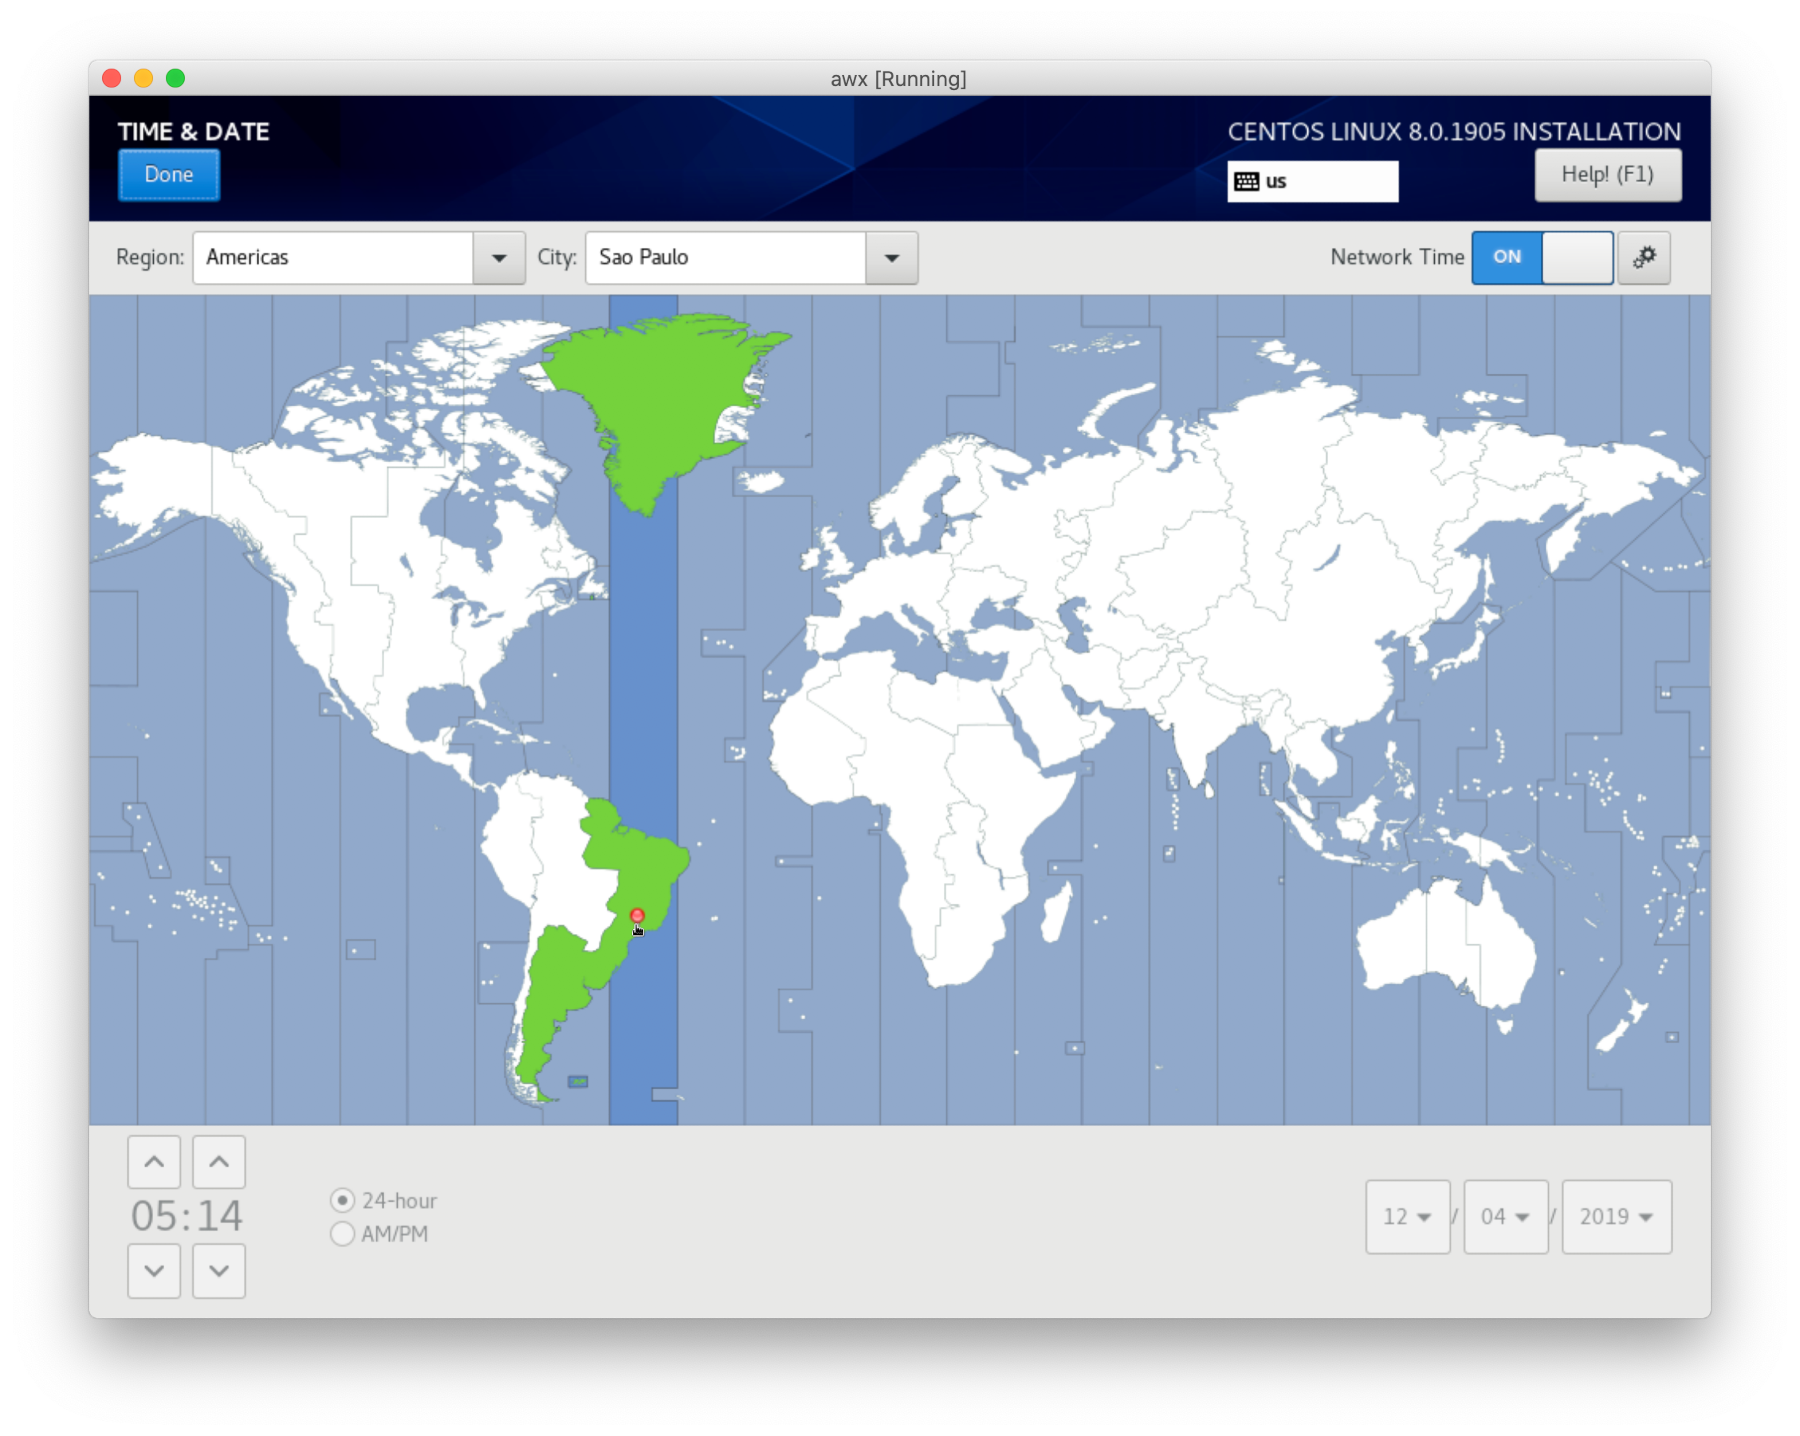 awx [Running]
TIME & DATE
CENTOS LINUX 8.0.1905 INSTALLATION
Done
us
Help! (F1)
Region: Americas City: Sao Paulo Network Time ON
05:14
24-hour
AM/PM
12 / 04 / 2019